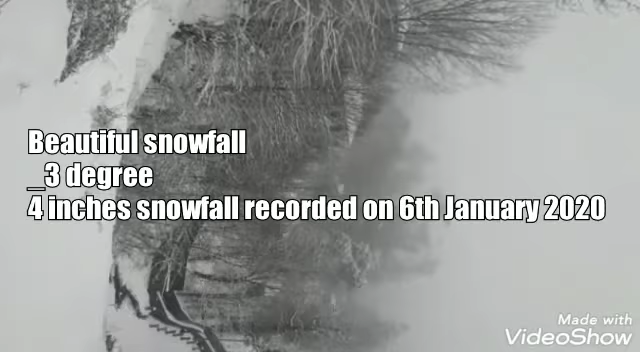 Beautiful snowfall
_3 degree
4 inches snowfall recorded on 6th January 2020
Made with
VideoShow